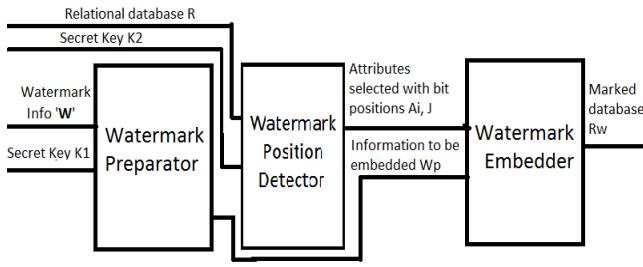 Relational database R
Secret Key K2
Watermark
Info 'W'
Secret Key K1
Watermark
Preparator
Watermark
Position
Detector
Attributes
selected with bit
positions Ai, J
Information to be
embedded Wp
Watermark
Embedder
Marked
database
Rw